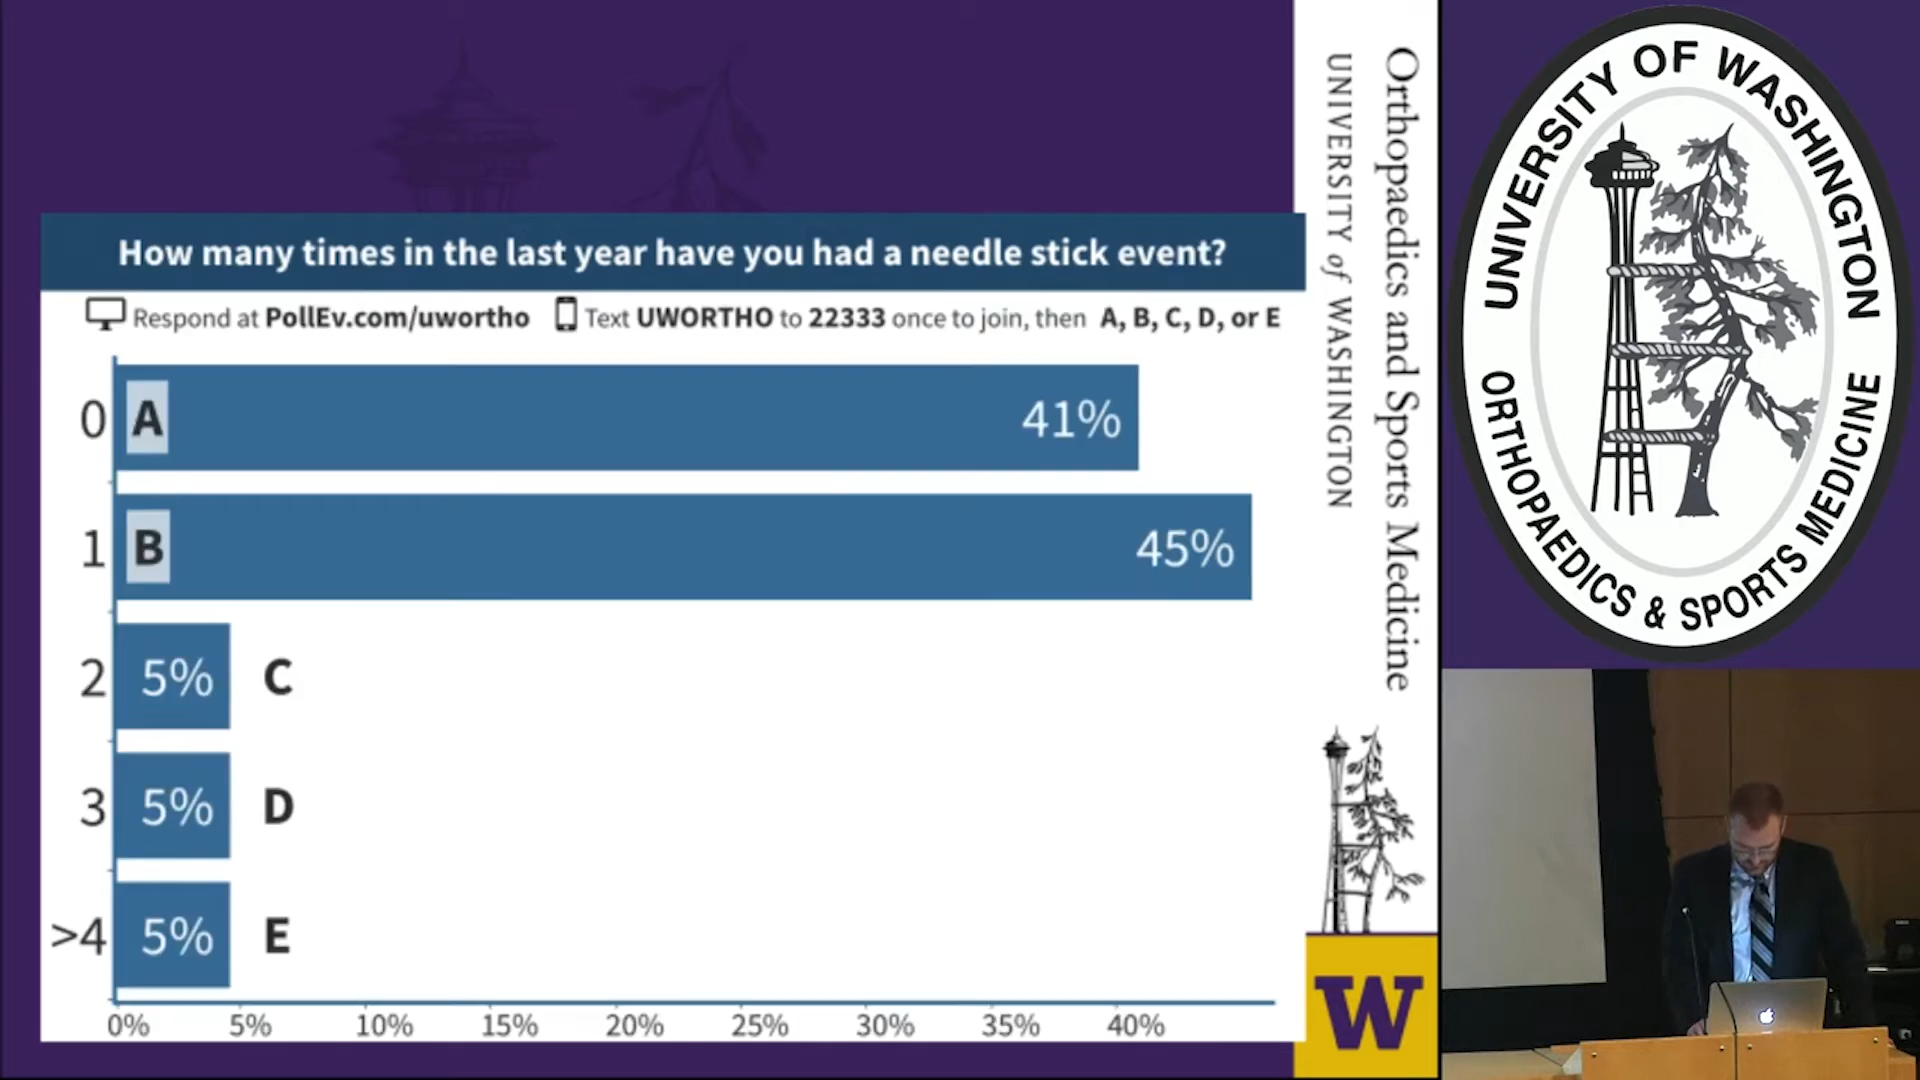 How many times in the last year have you had a needle stick event?
Respond at PollEv.com/uwortho Text UWORTHO to 22333 once to join, then A, B, C, D, or E
0 A 41%
1 B 45%
2 5% C
3 5% D
>4 5% E
0% 5% 10% 15% 20% 25% 30% 35% 40%
Orthopaedics and Sports Medicine
UNIVERSITY of WASHINGTON
W
UNIVERSITY OF WASHINGTON
ORTHOPAEDICS & SPORTS MEDICINE